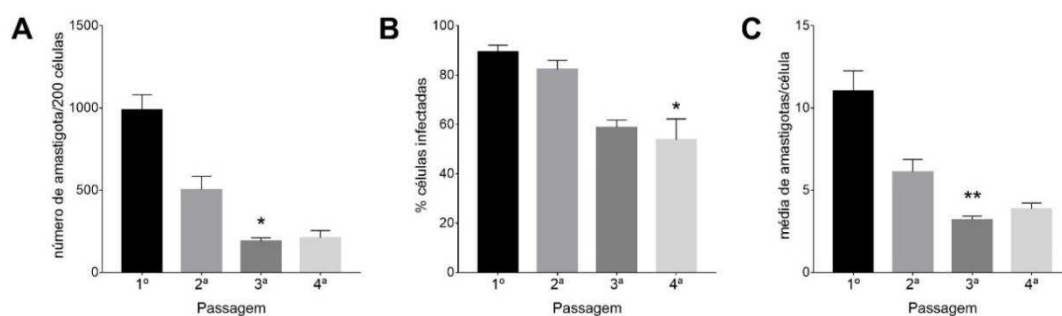 A
número de amastigota/200 células
1500
1000
500
0
*
1º 2ª 3ª 4ª
Passagem
B
% células infectadas
100
80
60
40
20
0
*
1º 2ª 3ª 4ª
Passagem
C
média de amastigotas/célula
15
10
5
0
**
1º 2ª 3ª 4ª
Passagem